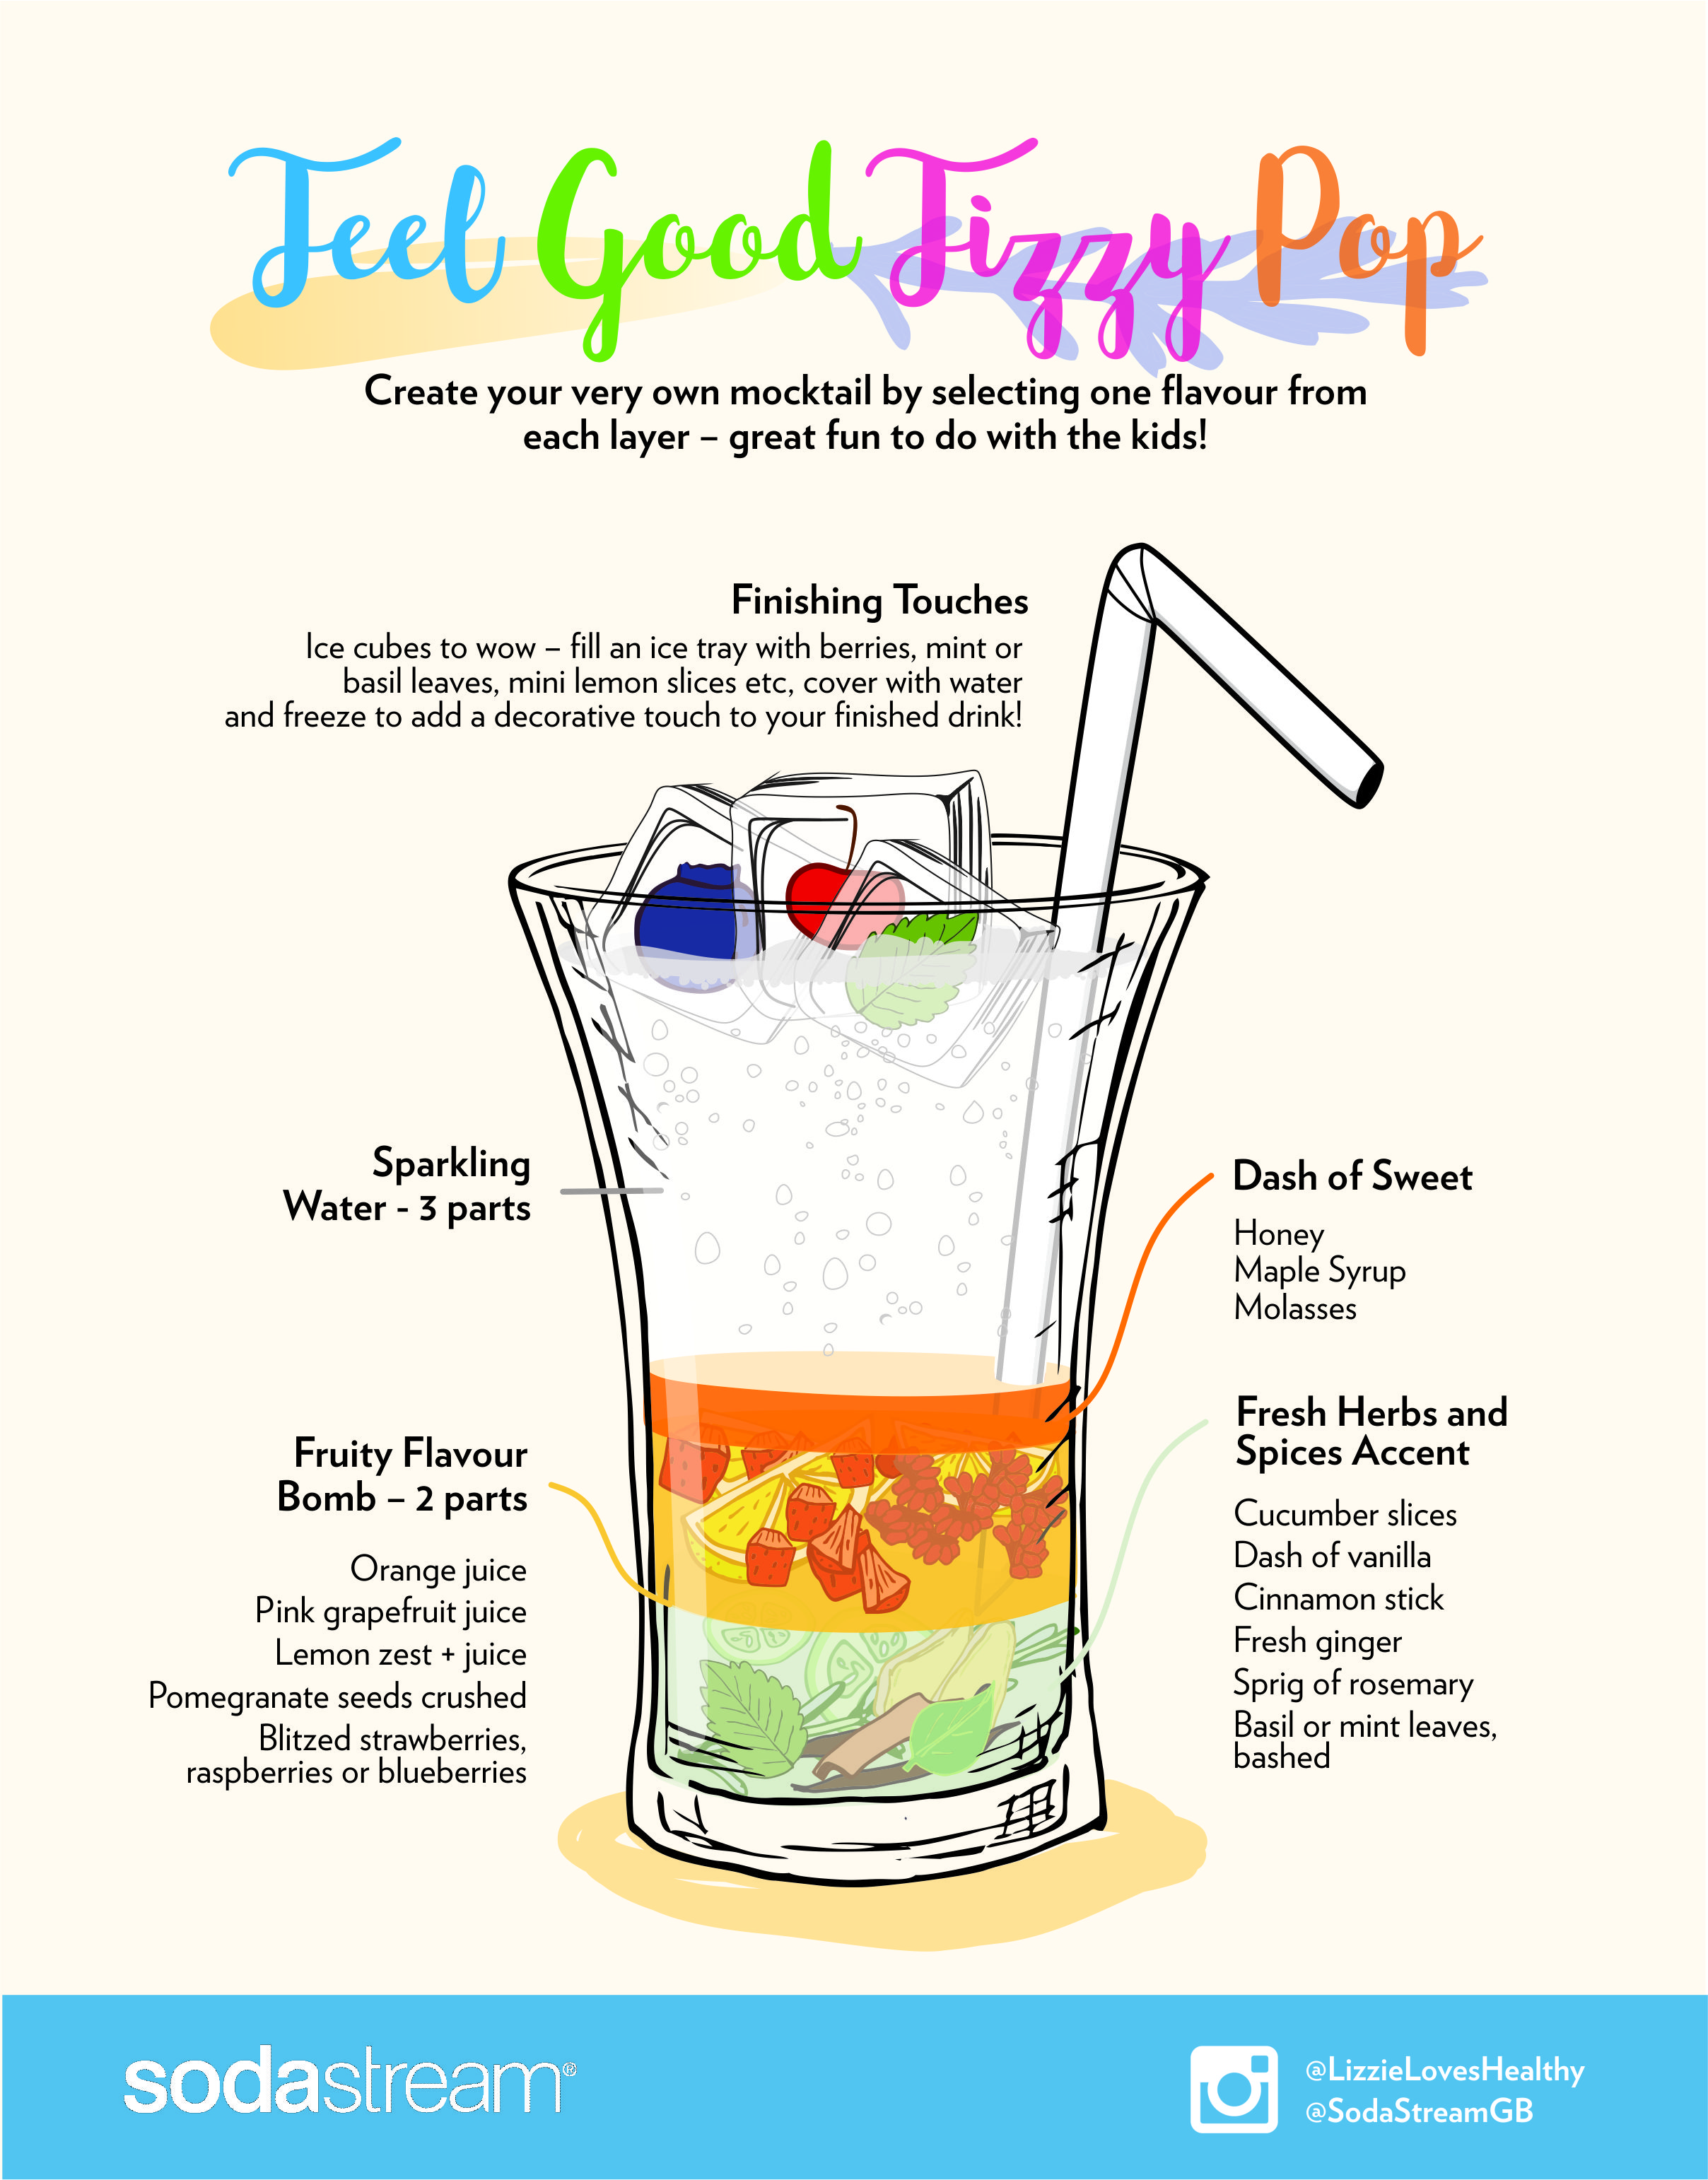 Feel Good Fizzy Pop
Create your very own mocktail by selecting one flavour from
each layer – great fun to do with the kids!
Finishing Touches
Ice cubes to wow – fill an ice tray with berries, mint or
basil leaves, mini lemon slices etc, cover with water
and freeze to add a decorative touch to your finished drink!
Sparkling
Water - 3 parts
Dash of Sweet
Honey
Maple Syrup
Molasses
Fruity Flavour
Bomb – 2 parts
Orange juice
Pink grapefruit juice
Lemon zest + juice
Pomegranate seeds crushed
Blitzed strawberries,
raspberries or blueberries
Fresh Herbs and
Spices Accent
Cucumber slices
Dash of vanilla
Cinnamon stick
Fresh ginger
Sprig of rosemary
Basil or mint leaves,
bashed
sodastream®
@LizzieLovesHealthy
@SodaStreamGB